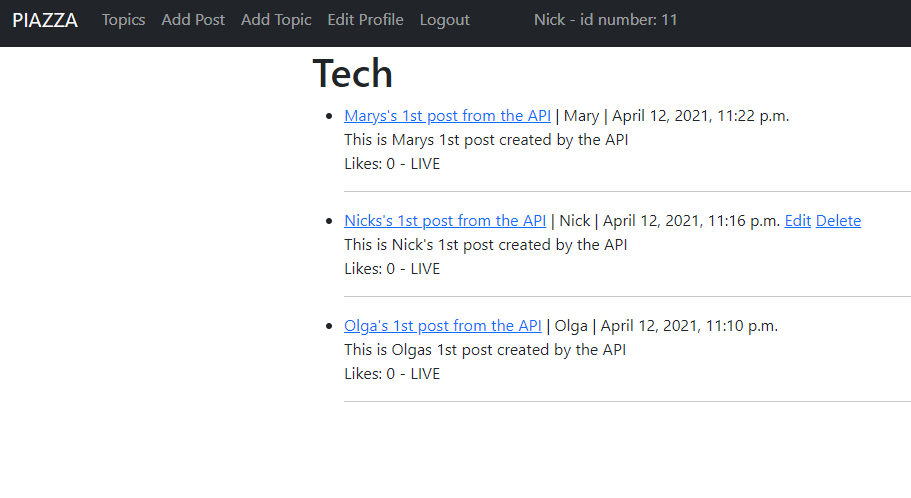 PIAZZA Topics Add Post Add Topic Edit Profile Logout Nick - id number: 11
Tech
Marys's 1st post from the API | Mary | April 12, 2021, 11:22 p.m.
This is Marys 1st post created by the API
Likes: 0 - LIVE
Nicks's 1st post from the API | Nick | April 12, 2021, 11:16 p.m. Edit Delete
This is Nick's 1st post created by the API
Likes: 0 - LIVE
Olga's 1st post from the API | Olga | April 12, 2021, 11:10 p.m.
This is Olgas 1st post created by the API
Likes: 0 - LIVE